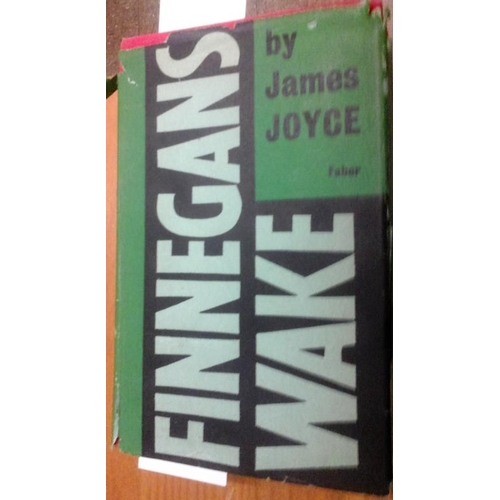 FINNEGANS
WAKE
by
James
JOYCE
Faber